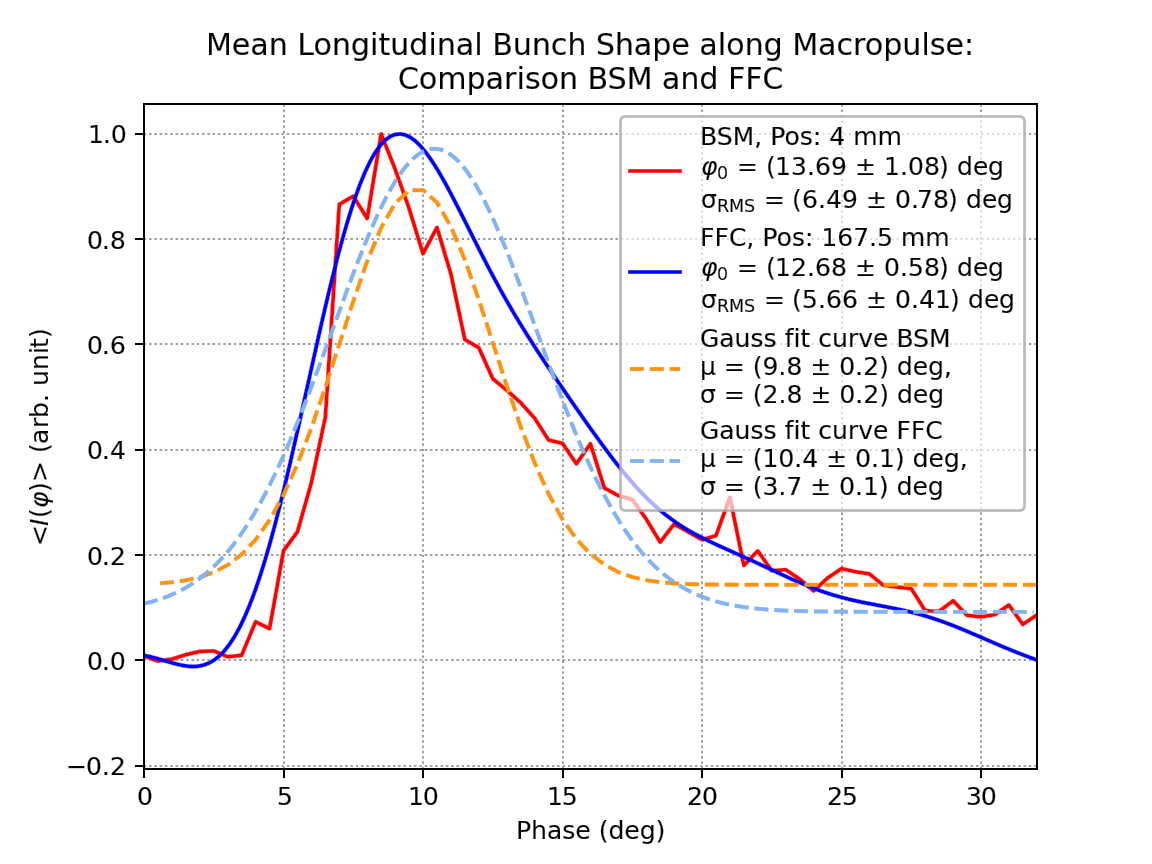 Mean Longitudinal Bunch Shape along Macropulse:
Comparison BSM and FFC
<I(φ)> (arb. unit)
1.0
0.8
0.6
0.4
0.2
0.0
−0.2
BSM, Pos: 4 mm
φ₀ = (13.69 ± 1.08) deg
σRMS = (6.49 ± 0.78) deg
FFC, Pos: 167.5 mm
φ₀ = (12.68 ± 0.58) deg
σRMS = (5.66 ± 0.41) deg
Gauss fit curve BSM
μ = (9.8 ± 0.2) deg,
σ = (2.8 ± 0.2) deg
Gauss fit curve FFC
μ = (10.4 ± 0.1) deg,
σ = (3.7 ± 0.1) deg
0 5 10 15 20 25 30
Phase (deg)